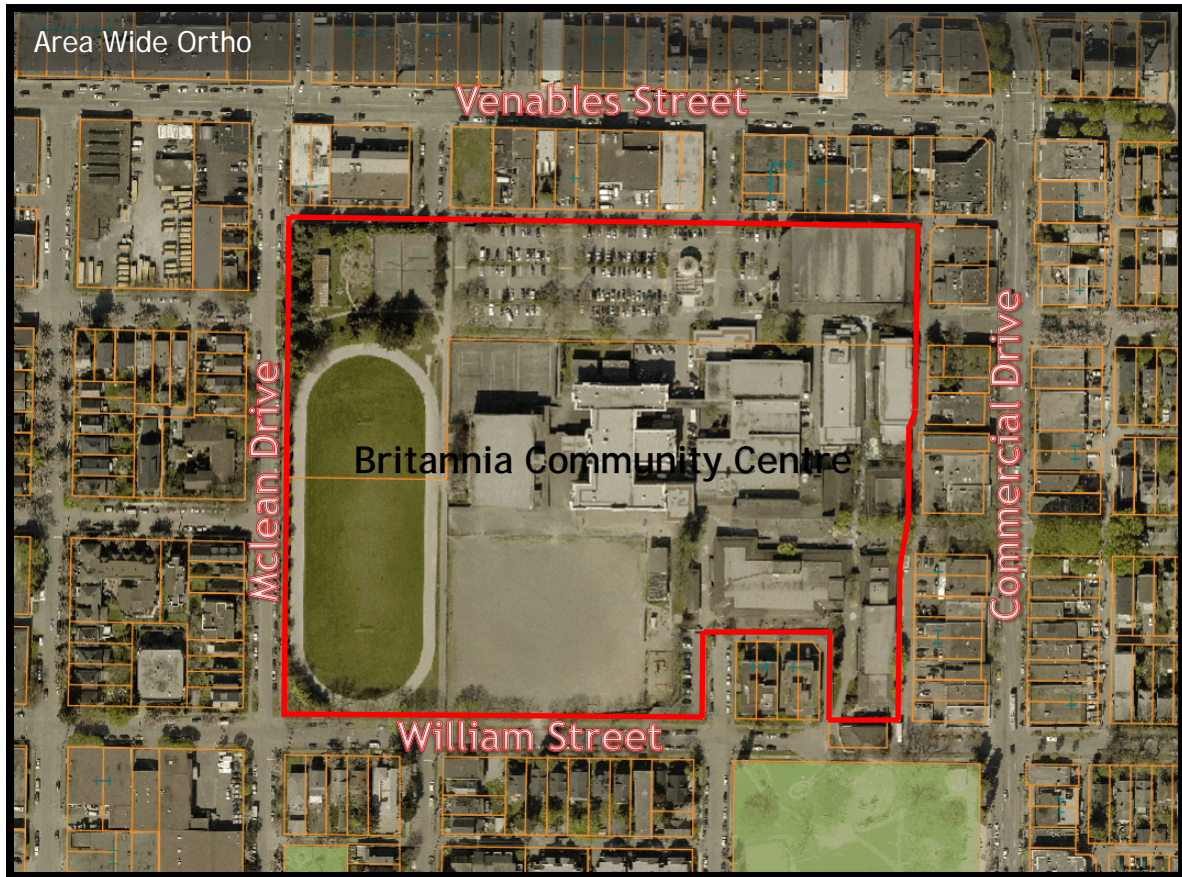 Area Wide Ortho
Venables Street
Mclean Drive
Britannia Community Centre
Commercial Drive
William Street